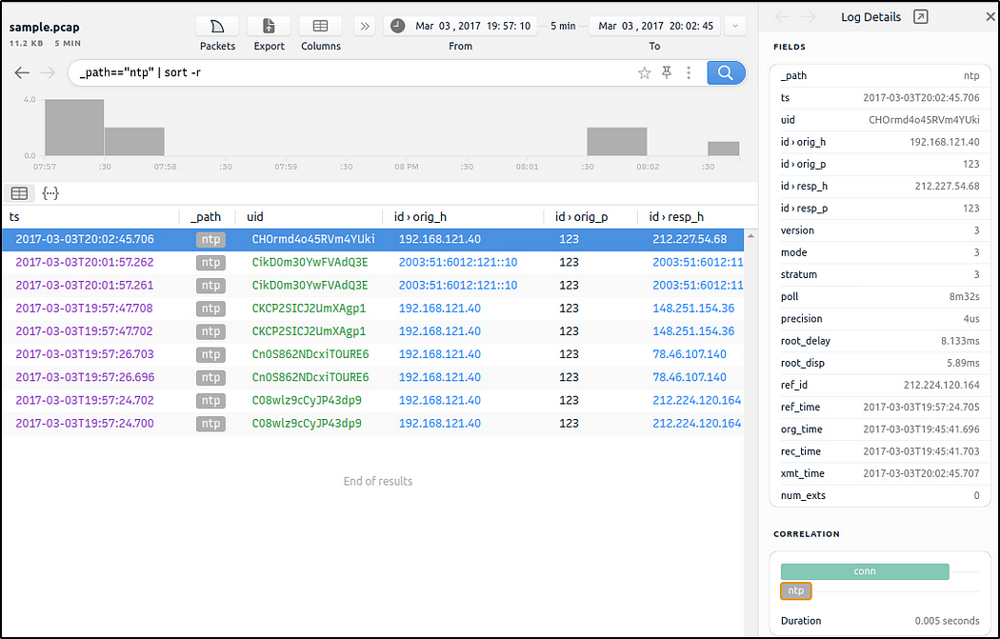 sample.pcap
11.2 KB 5 MIN
Packets Export Columns
Mar 03 , 2017 19:57:10 5 min Mar 03 , 2017 20:02:45
From To
_path=="ntp" | sort -r
4.0
0.0
07:57 :30 07:58 :30 07:59 :30 08 PM :30 08:01 :30 08:02 :30
ts _path uid id › orig_h id › orig_p id › resp_h
2017-03-03T20:02:45.706 ntp CHOrmd4o45RVm4YUki 192.168.121.40 123 212.227.54.68
2017-03-03T20:01:57.262 ntp CikD0m30YwFVAdQ3E 2003:51:6012:121::10 123 2003:51:6012:11
2017-03-03T20:01:57.261 ntp CikD0m30YwFVAdQ3E 2003:51:6012:121::10 123 2003:51:6012:11
2017-03-03T19:57:47.708 ntp CKCP2SICJ2UmXAgp1 192.168.121.40 123 148.251.154.36
2017-03-03T19:57:47.702 ntp CKCP2SICJ2UmXAgp1 192.168.121.40 123 148.251.154.36
2017-03-03T19:57:26.703 ntp Cn0S862NDcxiTOURE6 192.168.121.40 123 78.46.107.140
2017-03-03T19:57:26.696 ntp Cn0S862NDcxiTOURE6 192.168.121.40 123 78.46.107.140
2017-03-03T19:57:24.702 ntp C08wlz9cCyJP43dp9 192.168.121.40 123 212.224.120.164
2017-03-03T19:57:24.700 ntp C08wlz9cCyJP43dp9 192.168.121.40 123 212.224.120.164
End of results
Log Details
FIELDS
_path ntp
ts 2017-03-03T20:02:45.706
uid CHOrmd4o45RVm4YUki
id › orig_h 192.168.121.40
id › orig_p 123
id › resp_h 212.227.54.68
id › resp_p 123
version 3
mode 3
stratum 3
poll 8m32s
precision 4us
root_delay 8.133ms
root_disp 5.89ms
ref_id 212.224.120.164
ref_time 2017-03-03T19:57:24.705
org_time 2017-03-03T19:45:41.696
rec_time 2017-03-03T19:45:41.703
xmt_time 2017-03-03T20:02:45.707
num_exts 0
CORRELATION
conn
ntp
Duration 0.005 seconds